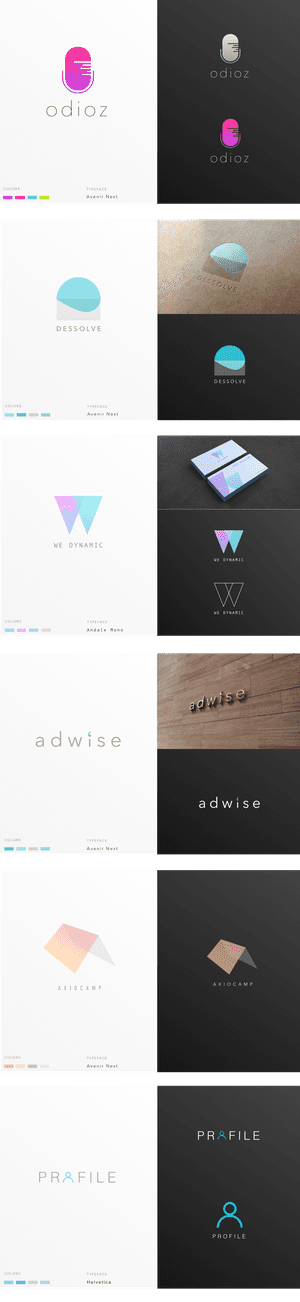 odioz
odioz
odioz
COLORS
TYPEFACE
Avenir Next
DESSOLVE
DESSOLVE
DESSOLVE
COLORS
TYPEFACE
Avenir Next
WE DYNAMIC
WE DYNAMIC
WE DYNAMIC
COLORS
TYPEFACE
Andale Mono
adwise
adwise
adwise
COLORS
TYPEFACE
Avenir Next
AXIOCAMP
AXIOCAMP
COLORS
TYPEFACE
Avenir Next
PROFILE
PROFILE
PROFILE
COLORS
TYPEFACE
Helvetica